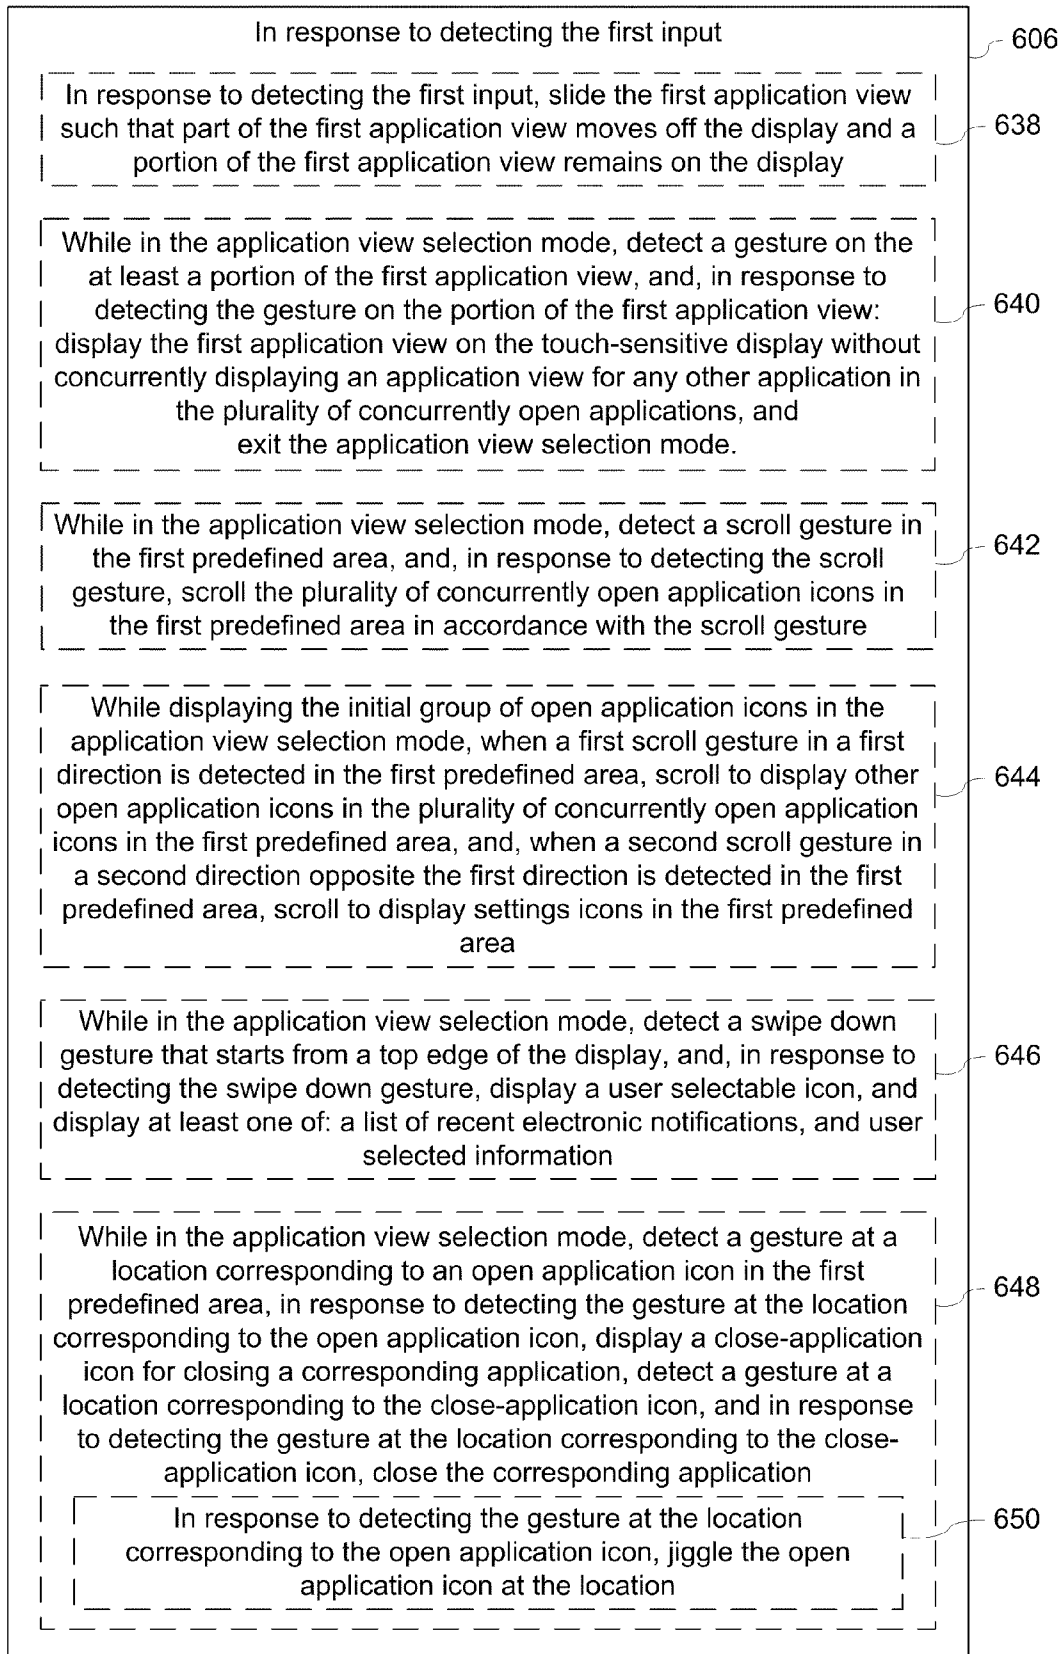 In response to detecting the first input
606
In response to detecting the first input, slide the first application view
such that part of the first application view moves off the display and a
portion of the first application view remains on the display
638
While in the application view selection mode, detect a gesture on the
at least a portion of the first application view, and, in response to
detecting the gesture on the portion of the first application view:
display the first application view on the touch-sensitive display without
concurrently displaying an application view for any other application in
the plurality of concurrently open applications, and
exit the application view selection mode.
640
While in the application view selection mode, detect a scroll gesture in
the first predefined area, and, in response to detecting the scroll
gesture, scroll the plurality of concurrently open application icons in
the first predefined area in accordance with the scroll gesture
642
While displaying the initial group of open application icons in the
application view selection mode, when a first scroll gesture in a first
direction is detected in the first predefined area, scroll to display other
open application icons in the plurality of concurrently open application
icons in the first predefined area, and, when a second scroll gesture in
a second direction opposite the first direction is detected in the first
predefined area, scroll to display settings icons in the first predefined
area
644
While in the application view selection mode, detect a swipe down
gesture that starts from a top edge of the display, and, in response to
detecting the swipe down gesture, display a user selectable icon, and
display at least one of: a list of recent electronic notifications, and user
selected information
646
While in the application view selection mode, detect a gesture at a
location corresponding to an open application icon in the first
predefined area, in response to detecting the gesture at the location
corresponding to the open application icon, display a close-application
icon for closing a corresponding application, detect a gesture at a
location corresponding to the close-application icon, and in response
to detecting the gesture at the location corresponding to the close-
application icon, close the corresponding application
648
In response to detecting the gesture at the location
corresponding to the open application icon, jiggle the open
application icon at the location
650